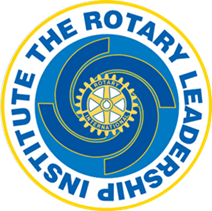 THE ROTARY LEADERSHIP INSTITUTE
ROTARY
INTERNATIONAL